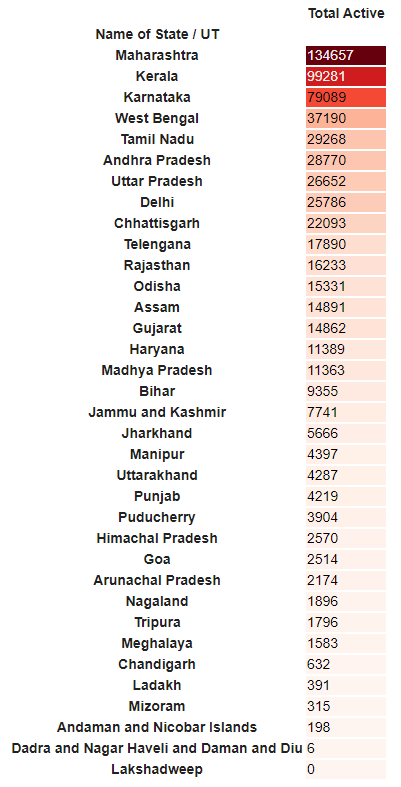 Total Active
Name of State / UT
Maharashtra 134657
Kerala 99281
Karnataka 79089
West Bengal 37190
Tamil Nadu 29268
Andhra Pradesh 28770
Uttar Pradesh 26652
Delhi 25786
Chhattisgarh 22093
Telengana 17890
Rajasthan 16233
Odisha 15331
Assam 14891
Gujarat 14862
Haryana 11389
Madhya Pradesh 11363
Bihar 9355
Jammu and Kashmir 7741
Jharkhand 5666
Manipur 4397
Uttarakhand 4287
Punjab 4219
Puducherry 3904
Himachal Pradesh 2570
Goa 2514
Arunachal Pradesh 2174
Nagaland 1896
Tripura 1796
Meghalaya 1583
Chandigarh 632
Ladakh 391
Mizoram 315
Andaman and Nicobar Islands 198
Dadra and Nagar Haveli and Daman and Diu 6
Lakshadweep 0